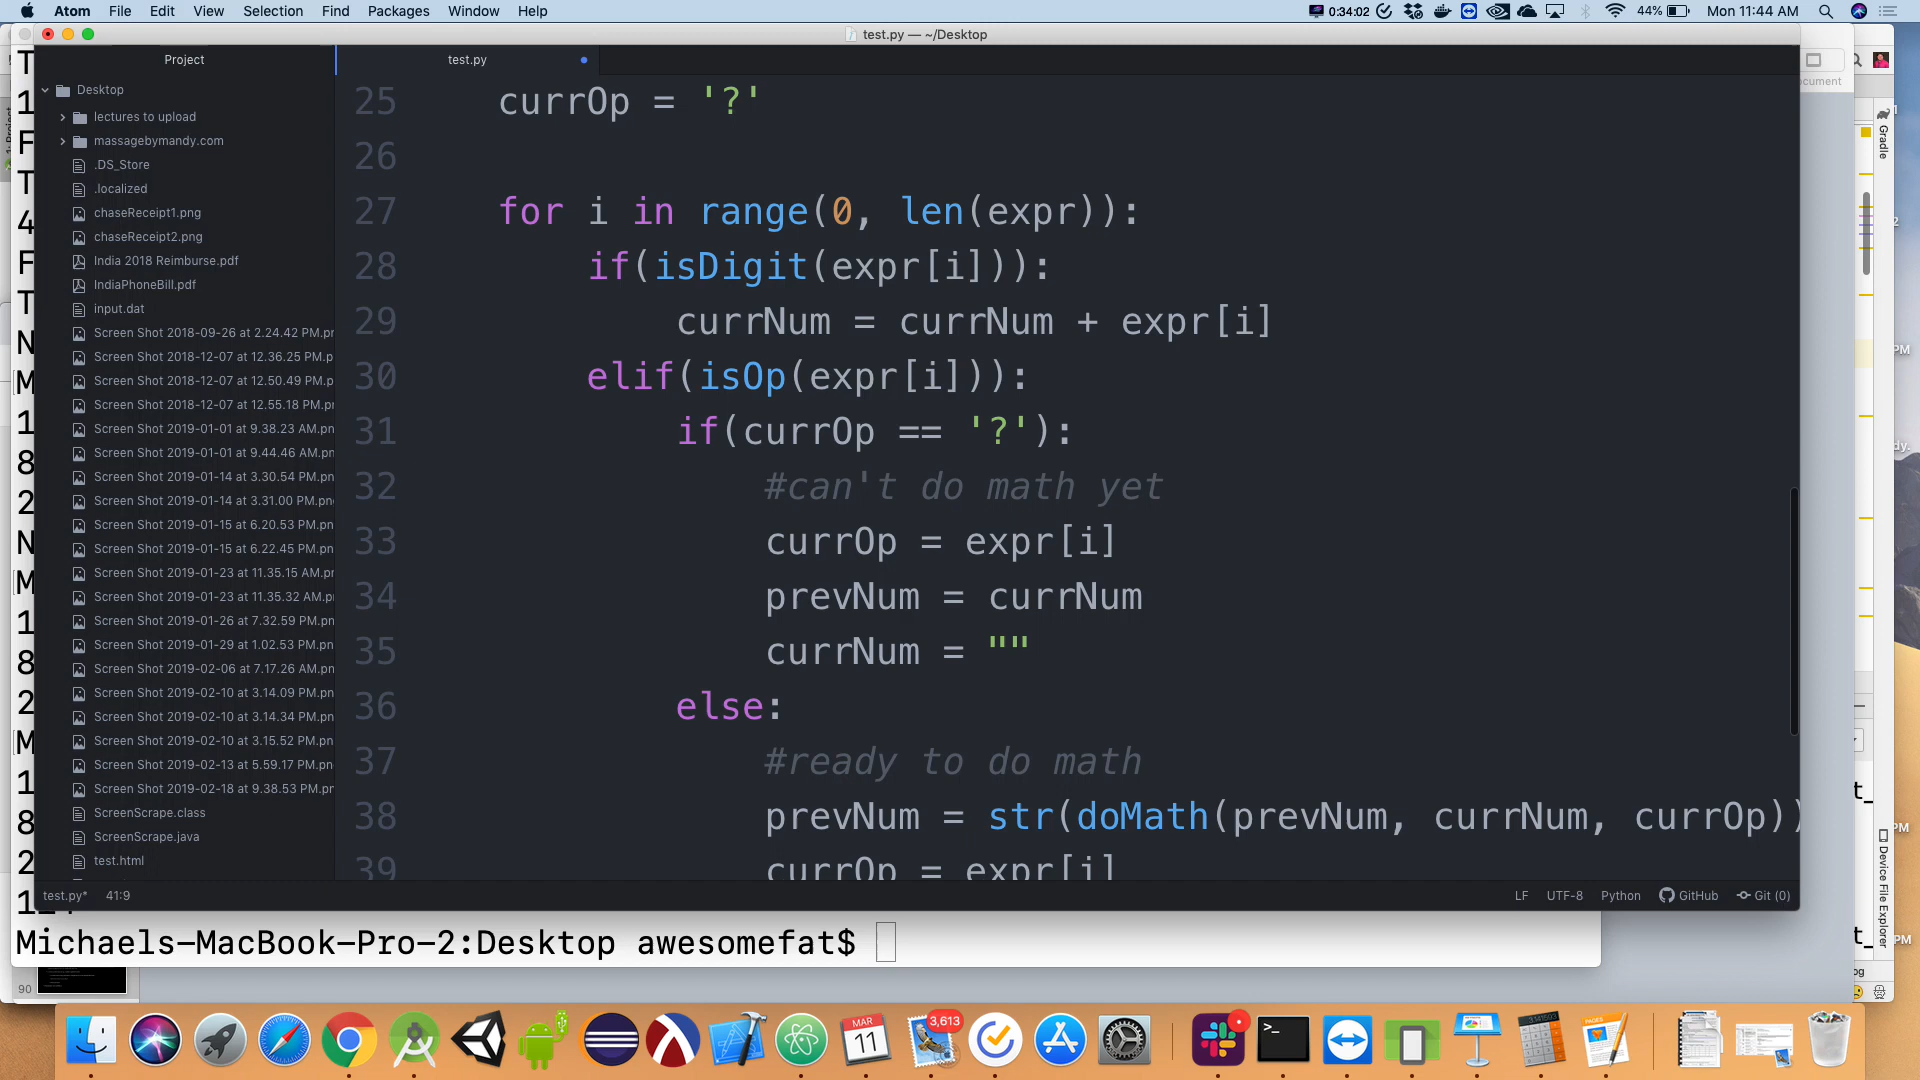 Atom File Edit View Selection Find Packages Window Help 0:34:02 44% Mon 11:44 AM
test.py — ~/Desktop
Project
test.py
Desktop
lectures to upload
massagebymandy.com
.DS_Store
.localized
chaseReceipt1.png
chaseReceipt2.png
India 2018 Reimburse.pdf
IndiaPhoneBill.pdf
input.dat
Screen Shot 2018-09-26 at 2.24.42 PM.pr
Screen Shot 2018-12-07 at 12.36.25 PM.p
Screen Shot 2018-12-07 at 12.50.49 PM.p
Screen Shot 2018-12-07 at 12.55.18 PM.p
Screen Shot 2019-01-01 at 9.38.23 AM.pn
Screen Shot 2019-01-01 at 9.44.46 AM.pn
Screen Shot 2019-01-14 at 3.30.54 PM.pn
Screen Shot 2019-01-14 at 3.31.00 PM.pn
Screen Shot 2019-01-15 at 6.20.53 PM.pn
Screen Shot 2019-01-15 at 6.22.45 PM.pn
Screen Shot 2019-01-23 at 11.35.15 AM.pr
Screen Shot 2019-01-23 at 11.35.32 AM.pr
Screen Shot 2019-01-26 at 7.32.59 PM.pn
Screen Shot 2019-01-29 at 1.02.53 PM.pn
Screen Shot 2019-02-06 at 7.17.26 AM.pn
Screen Shot 2019-02-10 at 3.14.09 PM.pn
Screen Shot 2019-02-10 at 3.14.34 PM.pn
Screen Shot 2019-02-10 at 3.15.52 PM.pn
Screen Shot 2019-02-13 at 5.59.17 PM.pn
Screen Shot 2019-02-18 at 9.38.53 PM.pn
ScreenScrape.class
ScreenScrape.java
test.html
25 currOp = '?'
26
27 for i in range(0, len(expr)):
28 if(isDigit(expr[i])):
29 currNum = currNum + expr[i]
30 elif(isOp(expr[i])):
31 if(currOp == '?'):
32 #can't do math yet
33 currOp = expr[i]
34 prevNum = currNum
35 currNum = ""
36 else:
37 #ready to do math
38 prevNum = str(doMath(prevNum, currNum, currOp))
39 currOp = expr[i]
test.py* 41:9 LF UTF-8 Python GitHub Git (0)
Michaels-MacBook-Pro-2:Desktop awesomefat$
90
Gradle
Device File Explorer
MAR
11
3,613